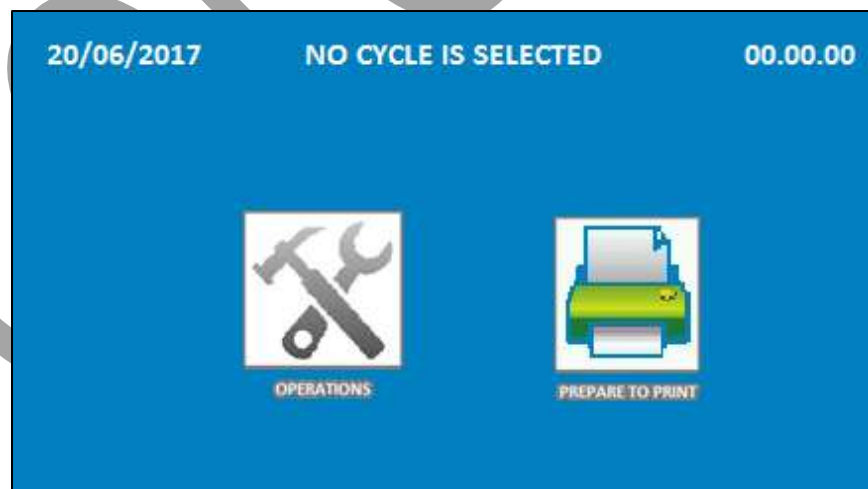 20/06/2017 NO CYCLE IS SELECTED 00.00.00
OPERATIONS PREPARE TO PRINT